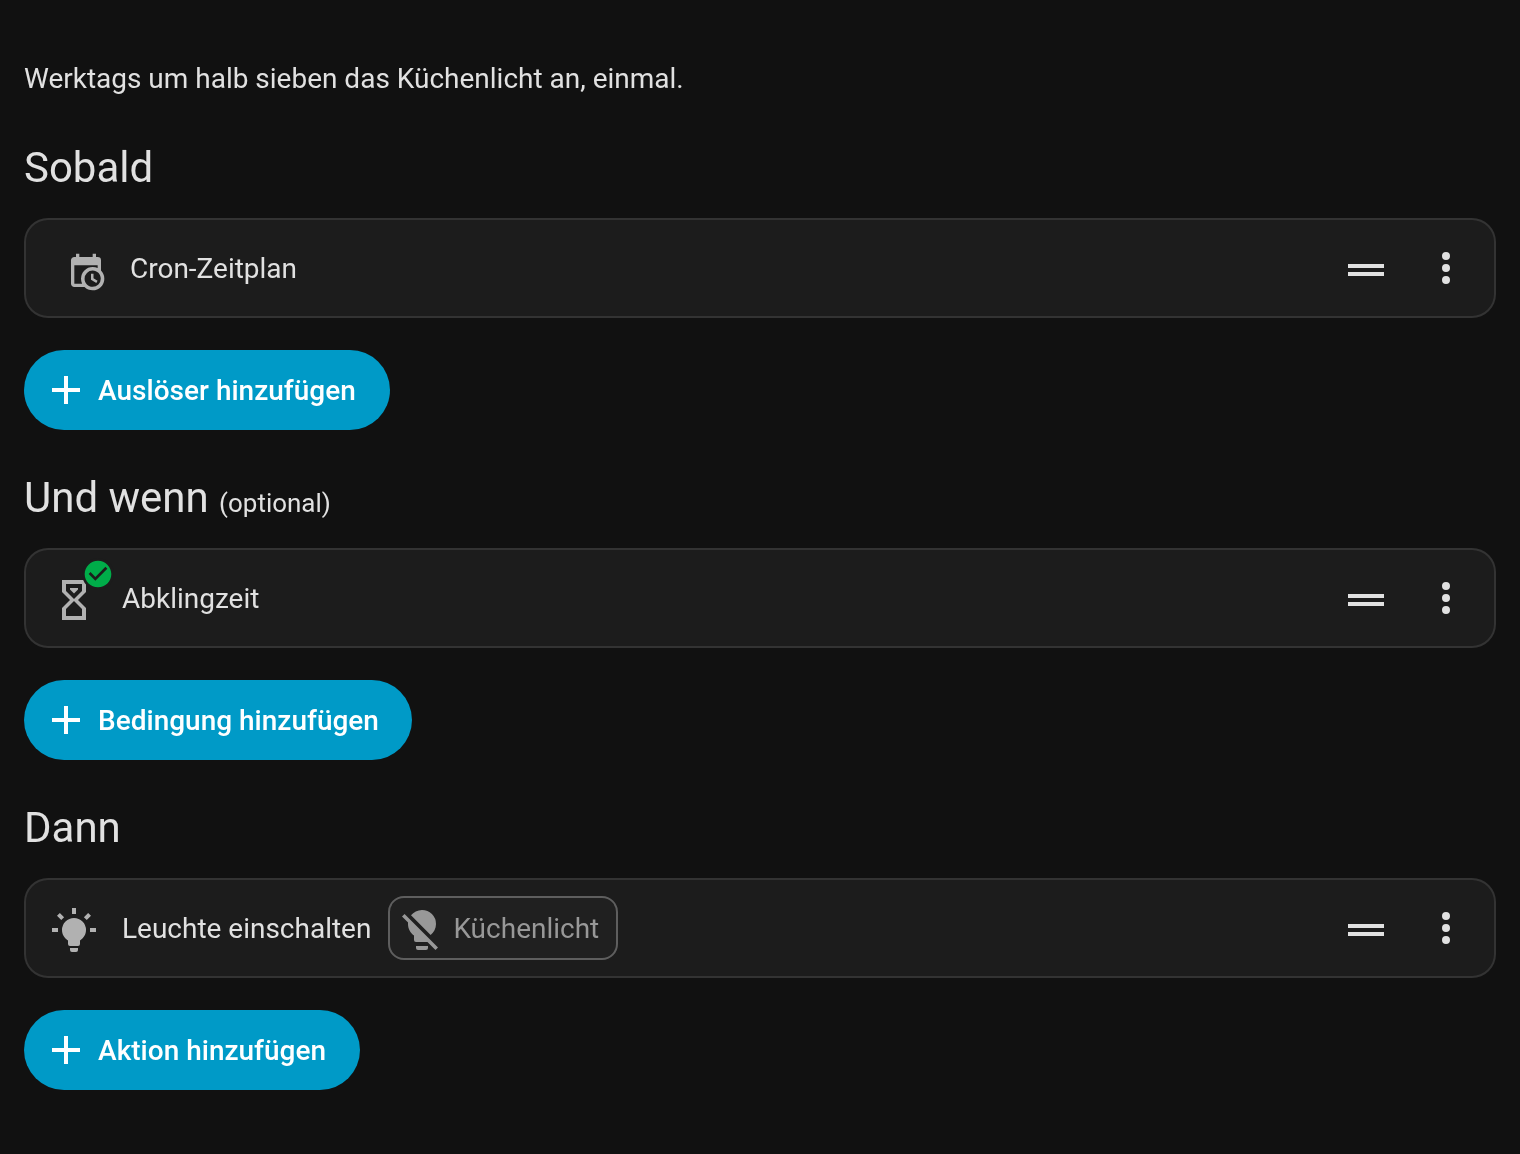 Werktags um halb sieben das Küchenlicht an, einmal.
Sobald
Cron-Zeitplan
Auslöser hinzufügen
Und wenn (optional)
Abklingzeit
Bedingung hinzufügen
Dann
Leuchte einschalten Küchenlicht
Aktion hinzufügen